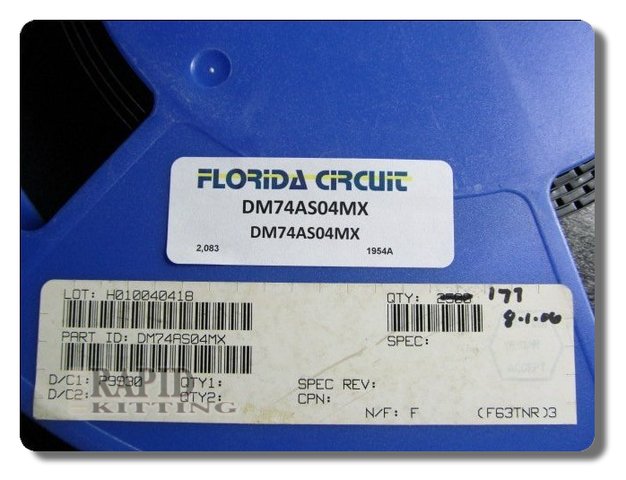 FLORIDA CIRCUIT
DM74AS04MX
DM74AS04MX
2,083 1954A
LOT: H010040418 QTY: 2500 177
8.1.06
PART ID: DM74AS04MX SPEC:
D/C1: P9930 QTY1: SPEC REV:
D/C2: QTY2: CPN:
N/F: F (F63TNR)3
RAPID
KITTING